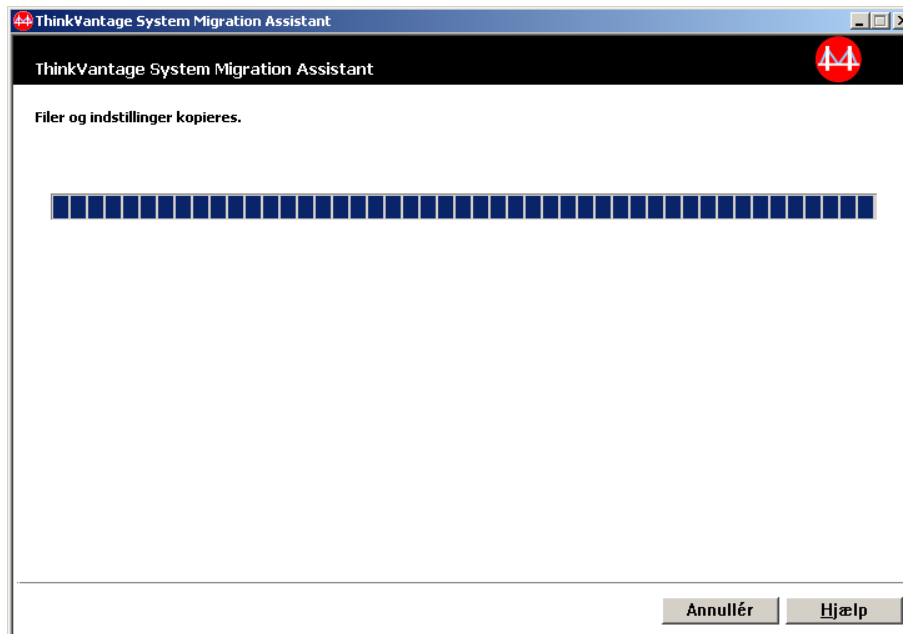 ThinkVantage System Migration Assistant
ThinkVantage System Migration Assistant
Filer og indstillinger kopieres.
Annullér Hjælp